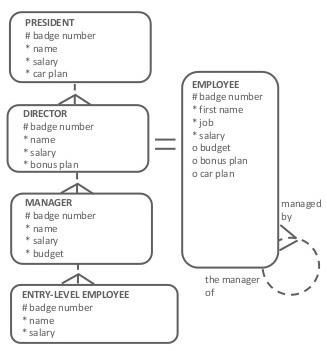 PRESIDENT
# badge number
* name
* salary
* car plan
DIRECTOR
# badge number
* name
* salary
* bonus plan
MANAGER
# badge number
* name
* salary
* budget
ENTRY-LEVEL EMPLOYEE
# badge number
* name
* salary
EMPLOYEE
# badge number
* first name
* job
* salary
o budget
o bonus plan
o car plan
managed
by
the manager
of